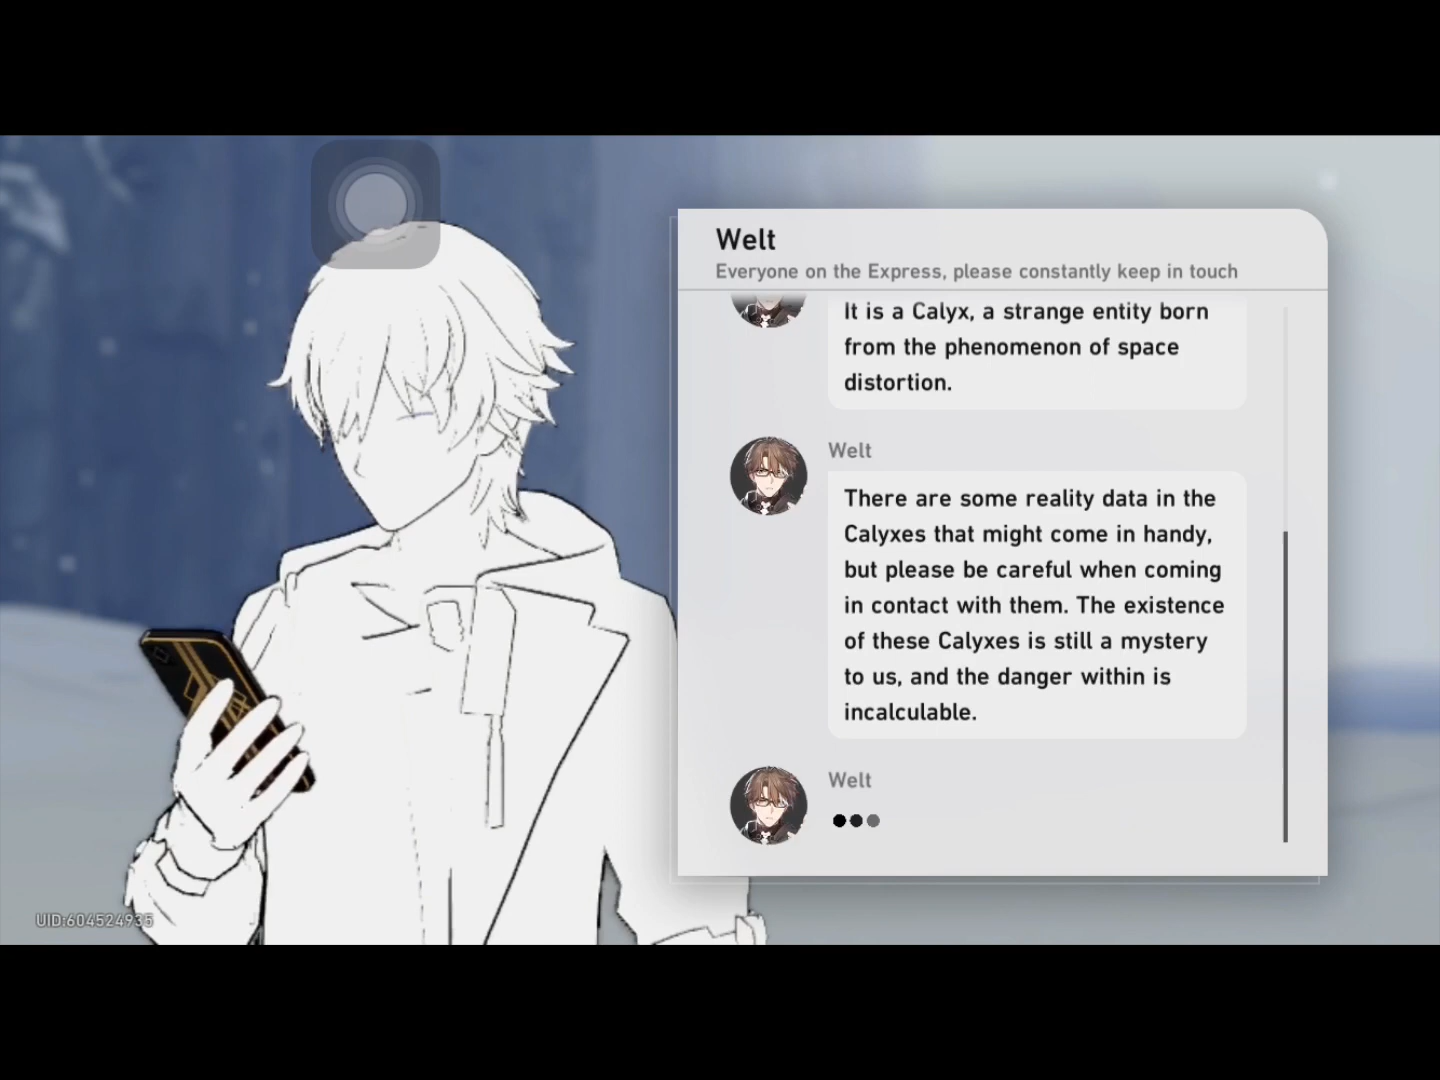 Welt
Everyone on the Express, please constantly keep in touch
It is a Calyx, a strange entity born
from the phenomenon of space
distortion.
Welt
There are some reality data in the
Calyxes that might come in handy,
but please be careful when coming
in contact with them. The existence
of these Calyxes is still a mystery
to us, and the danger within is
incalculable.
Welt
UID:604524935